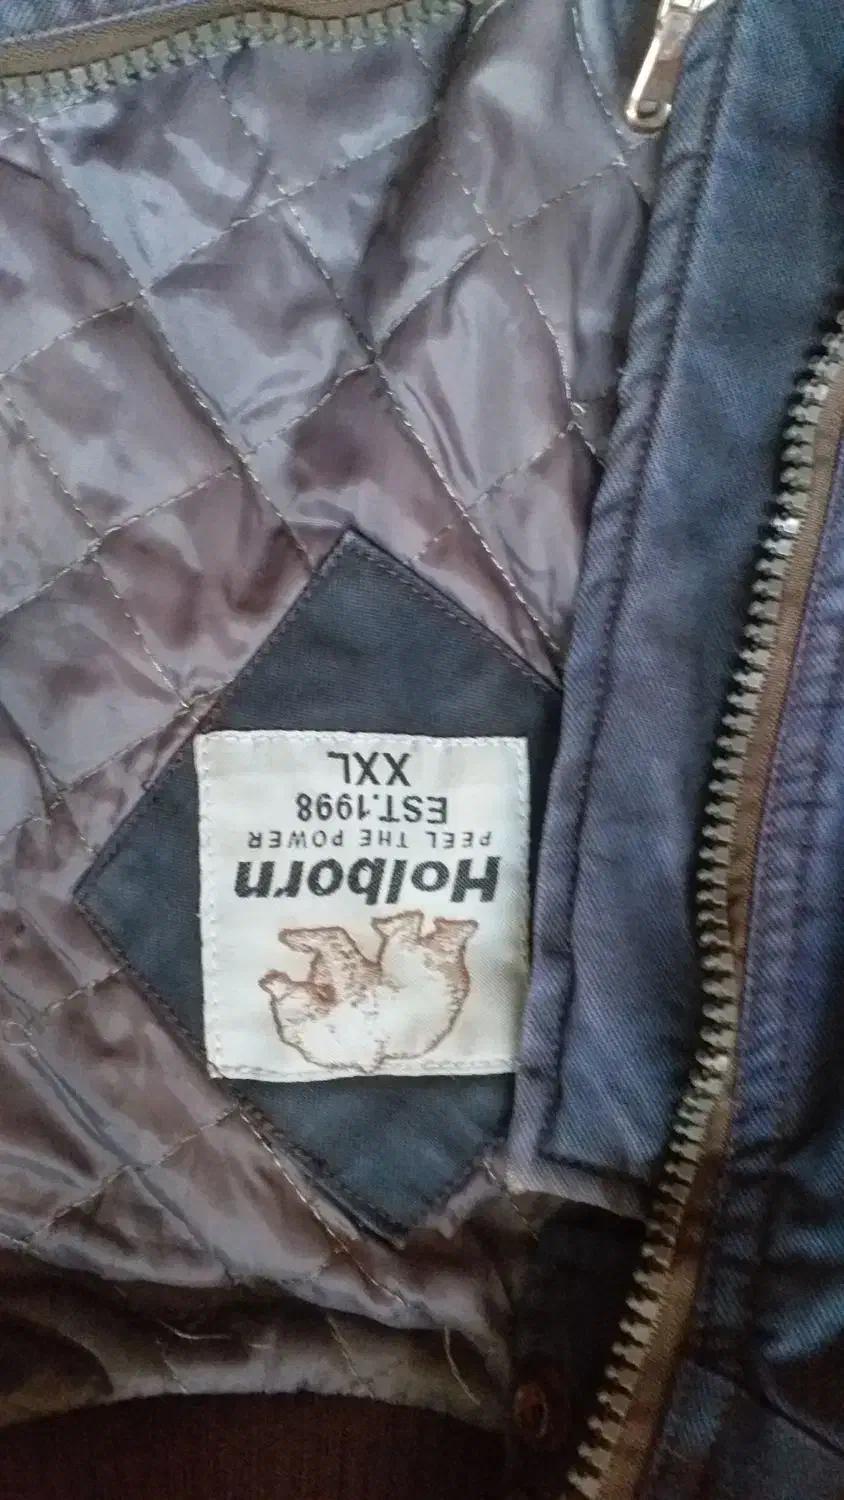 Holborn
PEEL THE POWER
EST.1998
XXL